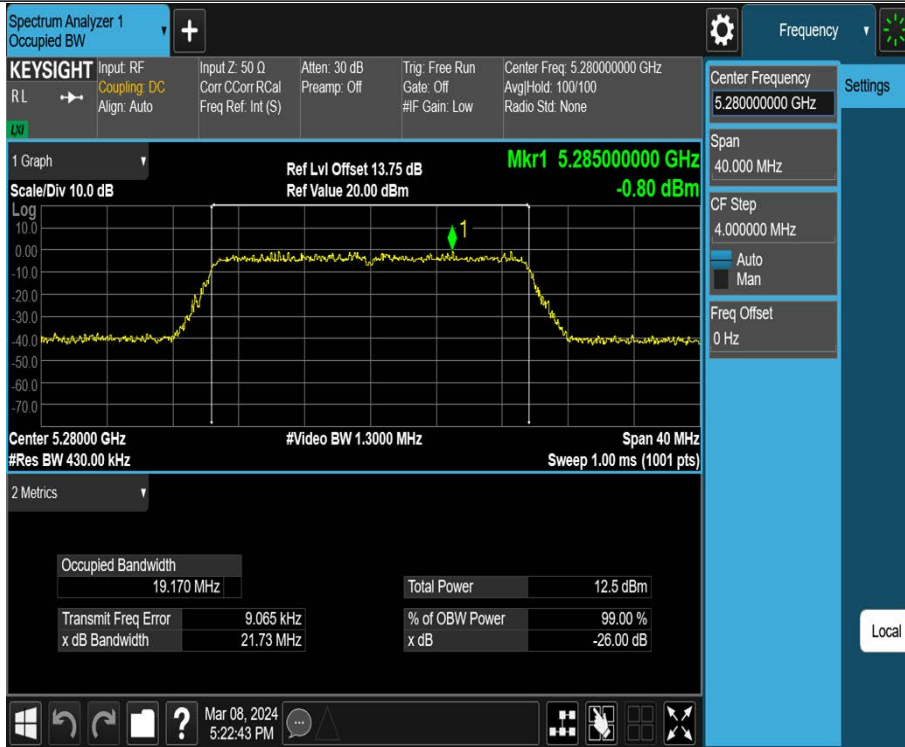 Spectrum Analyzer 1
Occupied BW
+
Frequency
KEYSIGHT
R L
LXI
Input: RF
Coupling: DC
Align: Auto
Input Z: 50 Ω
Corr CCorr RCal
Freq Ref: Int (S)
Atten: 30 dB
Preamp: Off
Trig: Free Run
Gate: Off
#IF Gain: Low
Center Freq: 5.280000000 GHz
Avg|Hold: 100/100
Radio Std: None
Center Frequency
5.280000000 GHz
Settings
Span
40.000 MHz
CF Step
4.000000 MHz
Auto
Man
Freq Offset
0 Hz
1 Graph
Scale/Div 10.0 dB
Ref Lvl Offset 13.75 dB
Ref Value 20.00 dBm
Mkr1 5.285000000 GHz
-0.80 dBm
Log
10.0
0.00
-10.0
-20.0
-30.0
-40.0
-50.0
-60.0
-70.0
1
Center 5.28000 GHz
#Video BW 1.3000 MHz
Span 40 MHz
#Res BW 430.00 kHz
Sweep 1.00 ms (1001 pts)
2 Metrics
Occupied Bandwidth
19.170 MHz
Total Power 12.5 dBm
Transmit Freq Error 9.065 kHz
% of OBW Power 99.00 %
x dB Bandwidth 21.73 MHz
x dB -26.00 dB
Local
?
Mar 08, 2024
5:22:43 PM